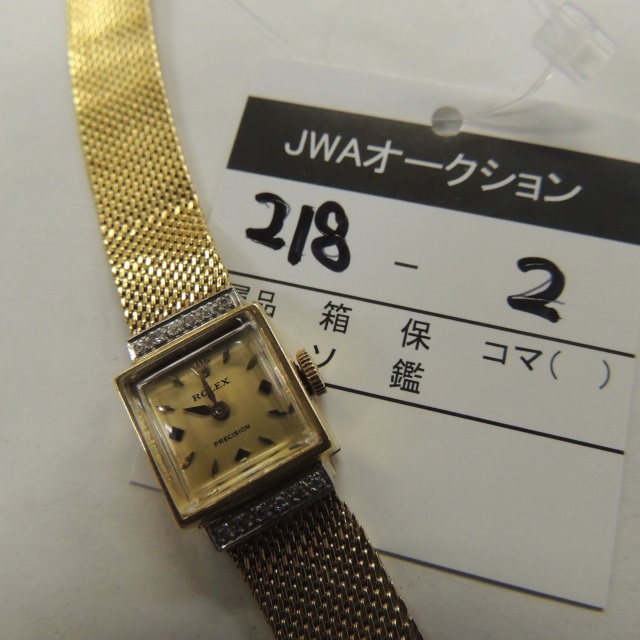 JWAオークション
218 - 2
箱 保
ソ 鑑 コマ( )
ROLEX
PRECISION